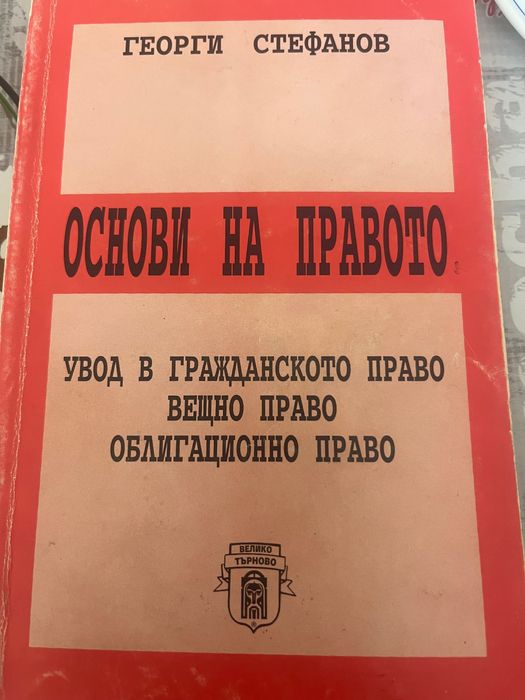 ГЕОРГИ СТЕФАНОВ
ОСНОВИ НА ПРАВОТО
УВОД В ГРАЖДАНСКОТО ПРАВО
ВЕЩНО ПРАВО
ОБЛИГАЦИОННО ПРАВО
ВЕЛИКО
ТЪРНОВО
®